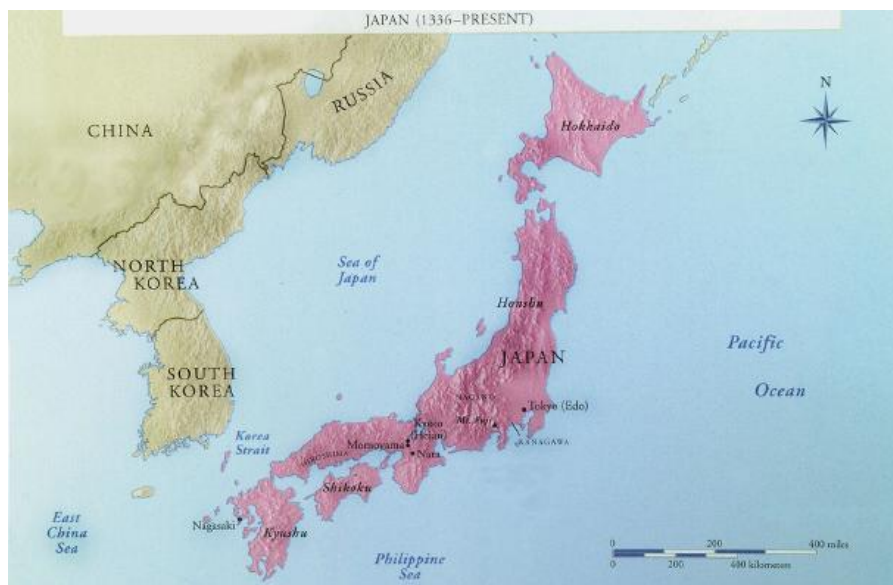 JAPAN (1336–PRESENT)
RUSSIA
CHINA
N
Hokkaido
NORTH
KOREA
Sea of
Japan
Honshu
Pacific
Ocean
JAPAN
SOUTH
KOREA
NAGANO
Mt. Fuji
Tokyo (Edo)
KANAGAWA
Kyoto
(Heian)
Momoyama
Nara
Korea
Strait
HIROSHIMA
Shikoku
Nagasaki
Kyushu
East
China
Sea
Philippine
Sea
0 200 400 miles
0 200 400 kilometers